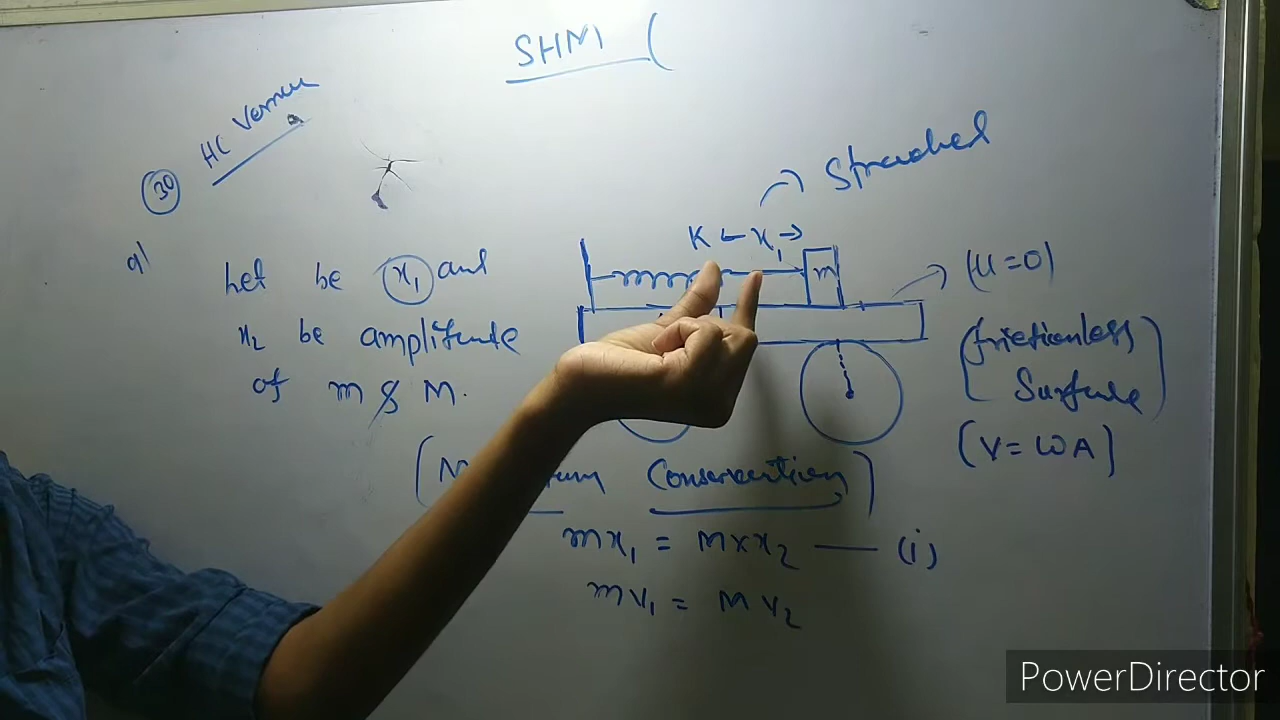 SHM (
HC Verma
30
Strached
K ← x₁ →
a)
Let be x₁ and
x₂ be amplitude
of m & M.
m
(μ=0)
(frictionless
Surface)
(V = ωA)
Conservation)
mx₁ = M×x₂ — (i)
mv₁ = Mv₂
PowerDirector